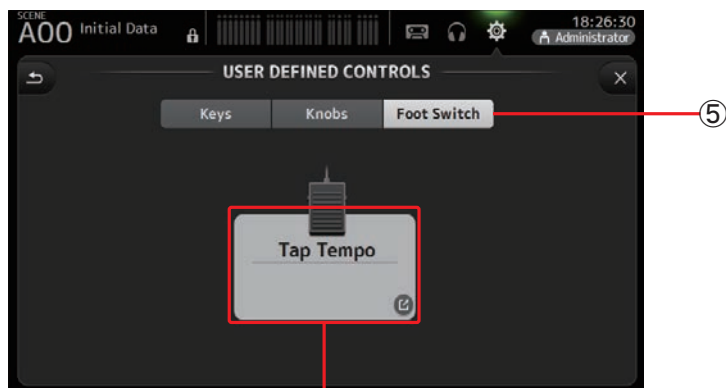 SCENE
A00 Initial Data
18:26:30
Administrator
USER DEFINED CONTROLS
Keys
Knobs
Foot Switch
⑤
Tap Tempo